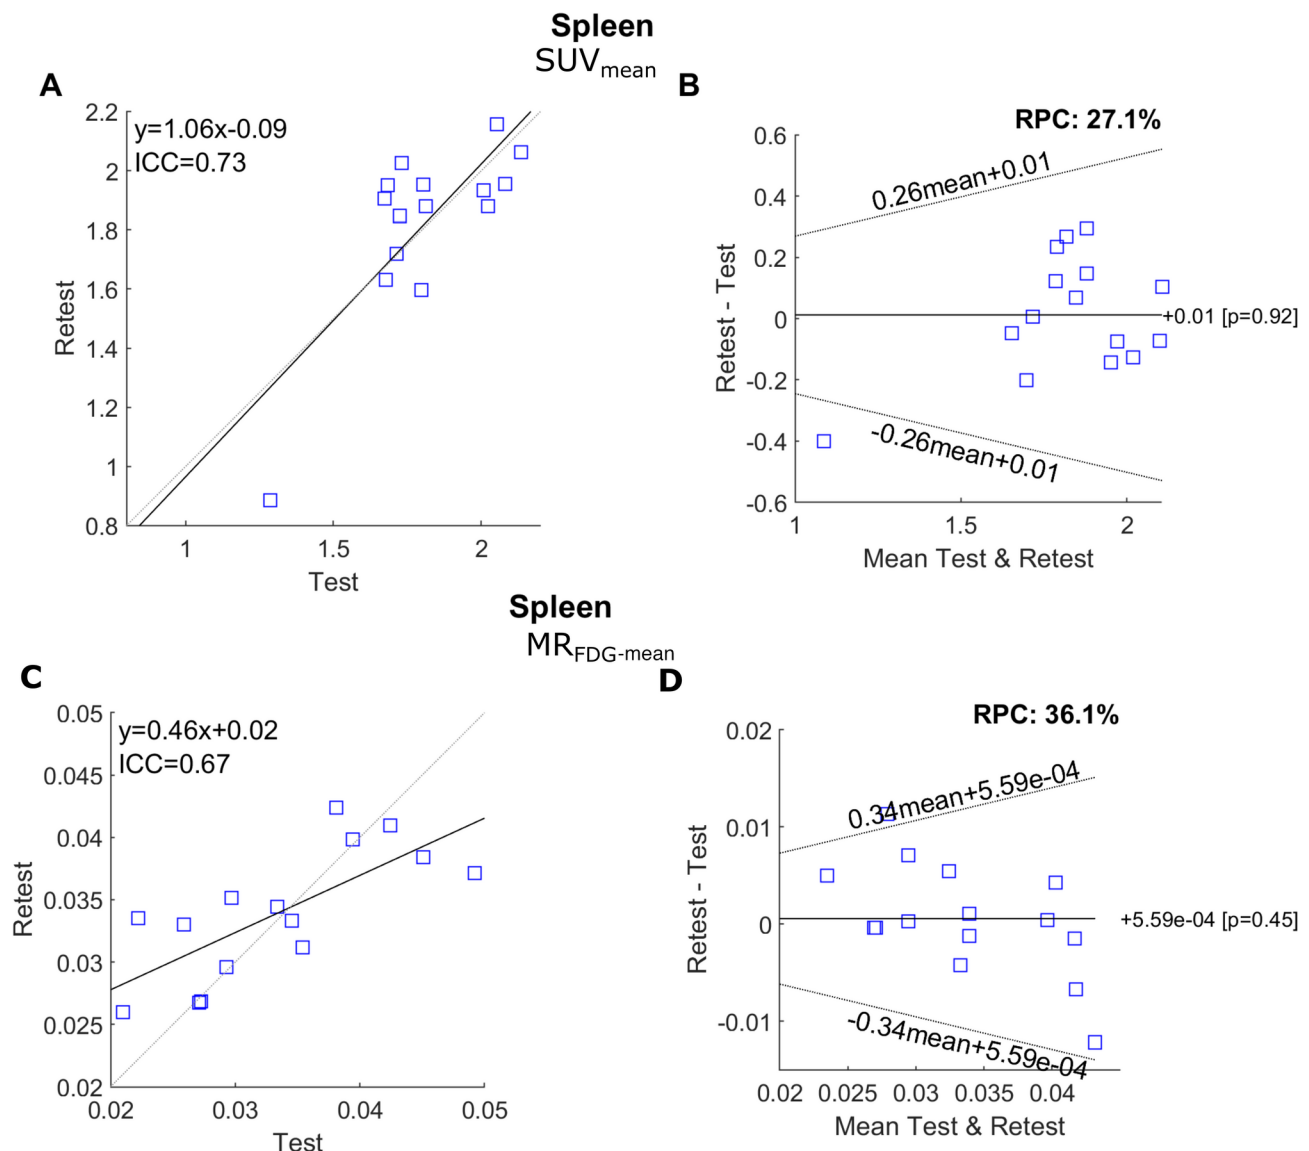 Spleen
SUVmean
A
y=1.06x-0.09
ICC=0.73
2.2
2
1.8
1.6
1.4
1.2
1
0.8
Retest
1
1.5
2
Test
B
RPC: 27.1%
0.6
0.4
0.2
0
-0.2
-0.4
-0.6
Retest - Test
0.26mean+0.01
+0.01 [p=0.92]
-0.26mean+0.01
1
1.5
2
Mean Test & Retest
Spleen
MRFDG-mean
C
y=0.46x+0.02
ICC=0.67
0.05
0.045
0.04
0.035
0.03
0.025
0.02
Retest
0.02
0.03
0.04
0.05
Test
D
RPC: 36.1%
0.02
0.01
0
-0.01
Retest - Test
0.34mean+5.59e-04
+5.59e-04 [p=0.45]
-0.34mean+5.59e-04
0.02
0.025
0.03
0.035
0.04
Mean Test & Retest